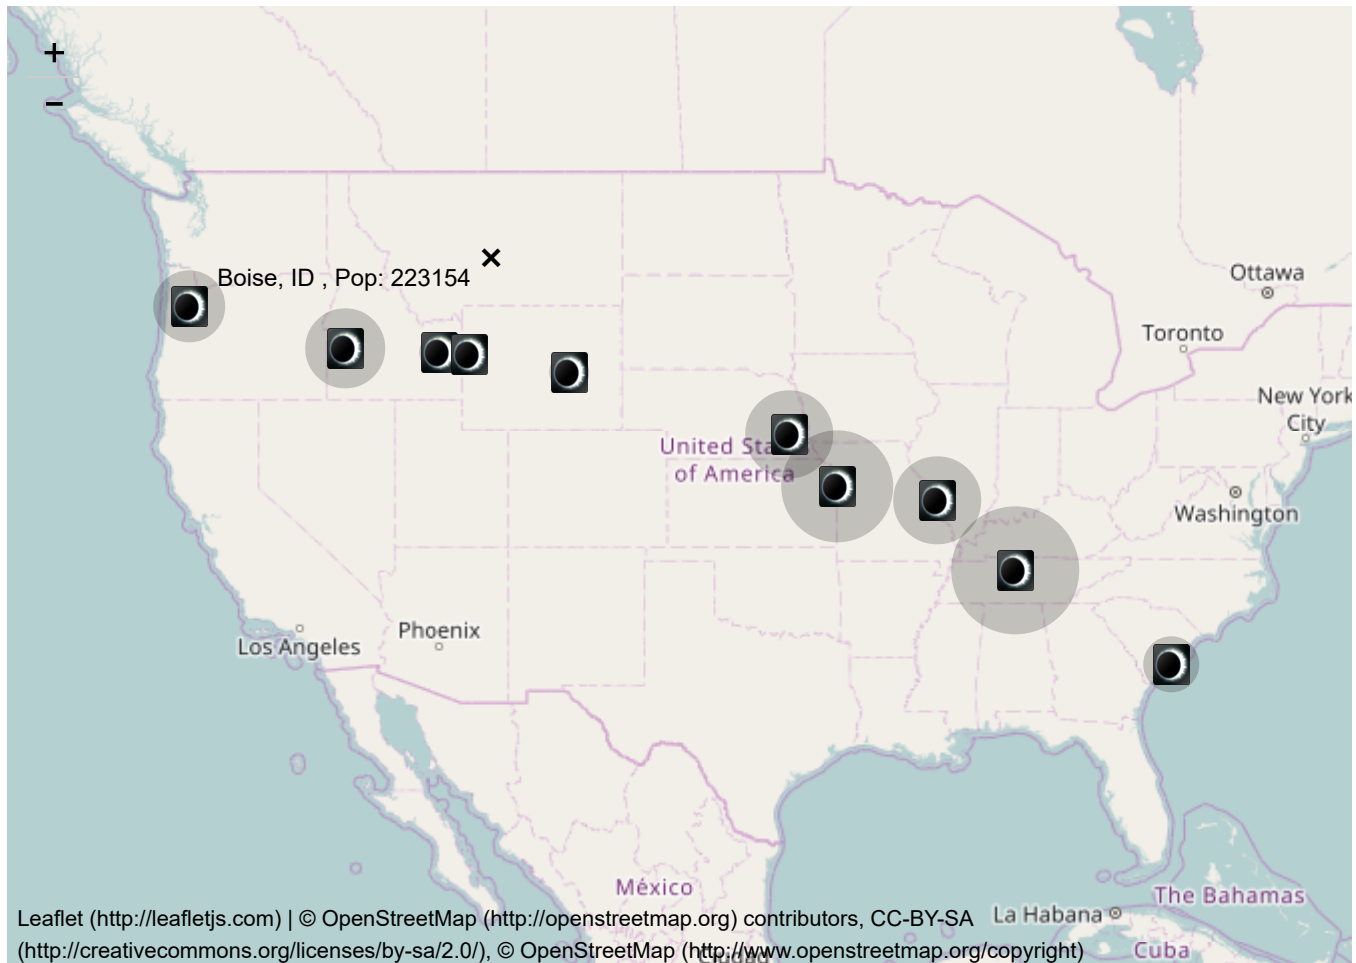 +
−
Boise, ID , Pop: 223154
×
Ottawa
Toronto
New York
City
United Sta
of America
Washington
Phoenix
Los Angeles
México
The Bahamas
Leaflet (http://leafletjs.com) | © OpenStreetMap (http://openstreetmap.org) contributors, CC-BY-SA
La Habana
(http://creativecommons.org/licenses/by-sa/2.0/), © OpenStreetMap (http://www.openstreetmap.org/copyright)
Cuba